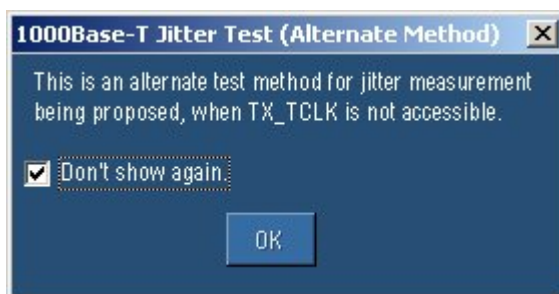 1000Base-T Jitter Test (Alternate Method)
This is an alternate test method for jitter measurement
being proposed, when TX_TCLK is not accessible.
Don't show again.
OK